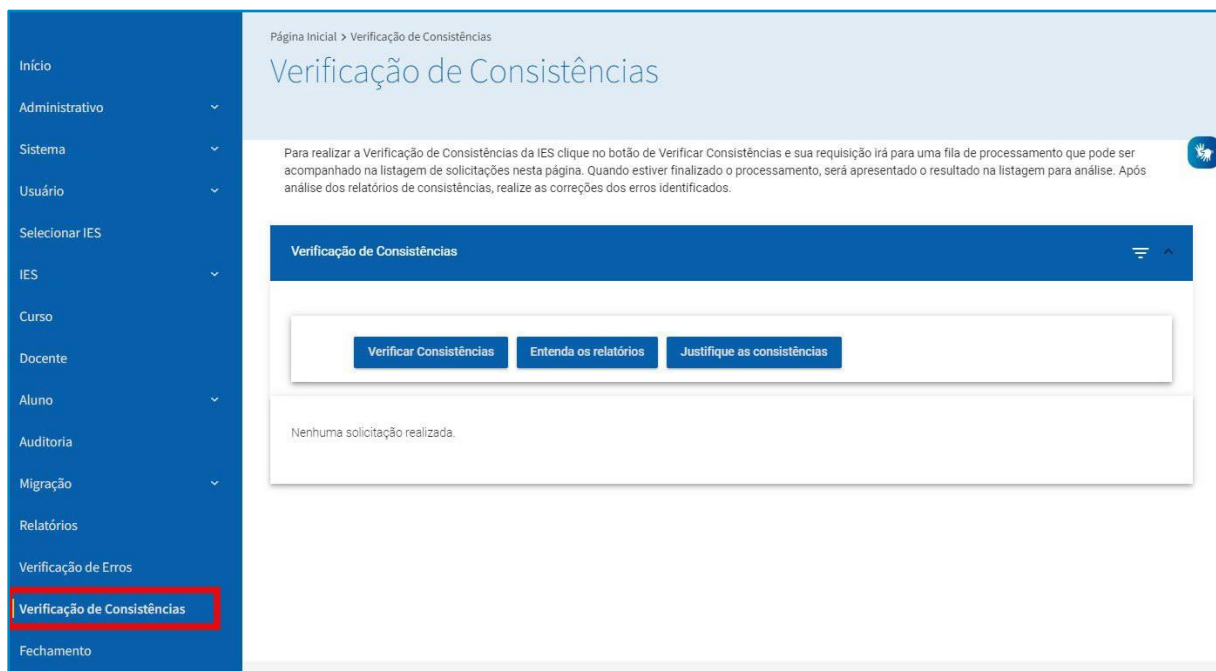 Início
Administrativo
Sistema
Usuário
Selecionar IES
IES
Curso
Docente
Aluno
Auditoria
Migração
Relatórios
Verificação de Erros
Verificação de Consistências
Fechamento
Página Inicial > Verificação de Consistências
Verificação de Consistências
Para realizar a Verificação de Consistências da IES clique no botão de Verificar Consistências e sua requisição irá para uma fila de processamento que pode ser
acompanhado na listagem de solicitações nesta página. Quando estiver finalizado o processamento, será apresentado o resultado na listagem para análise. Após
análise dos relatórios de consistências, realize as correções dos erros identificados.
Verificação de Consistências
Verificar Consistências Entenda os relatórios Justifique as consistências
Nenhuma solicitação realizada.